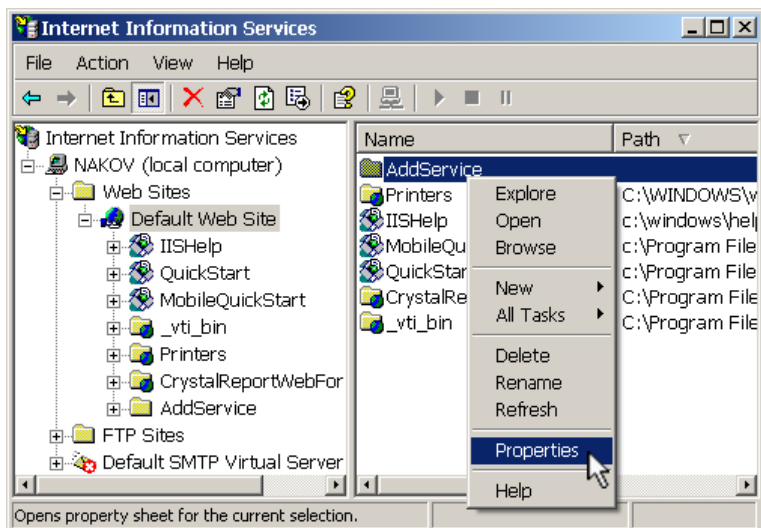 Internet Information Services
File Action View Help
Internet Information Services
NAKOV (local computer)
Web Sites
Default Web Site
IISHelp
QuickStart
MobileQuickStart
_vti_bin
Printers
CrystalReportWebFor
AddService
FTP Sites
Default SMTP Virtual Server
Name Path
AddService
Printers C:\WINDOWS\
IISHelp c:\windows\hel
MobileQu C:\Program File
QuickStar c:\Program File
CrystalRe C:\Program File
_vti_bin C:\Program File
Explore
Open
Browse
New
All Tasks
Delete
Rename
Refresh
Properties
Help
Opens property sheet for the current selection.